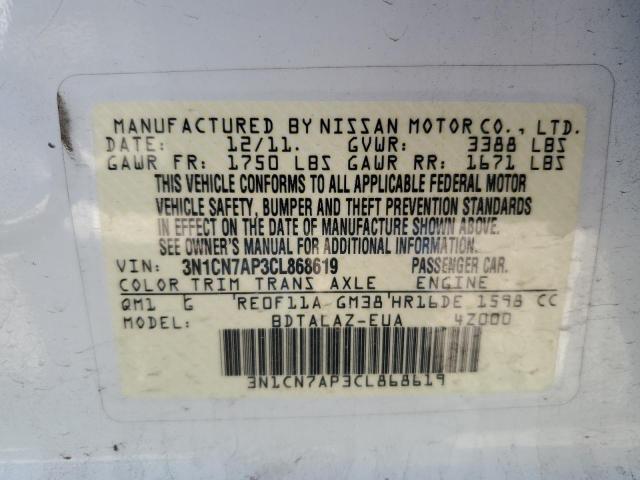 MANUFACTURED BY NISSAN MOTOR CO., LTD.
DATE: 12/11. GVWR: 3388 LBS
GAWR FR: 1750 LBS GAWR RR: 1671 LBS
THIS VEHICLE CONFORMS TO ALL APPLICABLE FEDERAL MOTOR
VEHICLE SAFETY, BUMPER AND THEFT PREVENTION STANDARDS
IN EFFECT ON THE DATE OF MANUFACTURE SHOWN ABOVE.
SEE OWNER'S MANUAL FOR ADDITIONAL INFORMATION.
VIN: 3N1CN7AP3CL868619 PASSENGER CAR.
COLOR TRIM TRANS AXLE ENGINE
QM1 G 'RE0F11A GM38'HR16DE 1598 CC
MODEL: BDTALAZ-EUA 4Z000
3N1CN7AP3CL868619